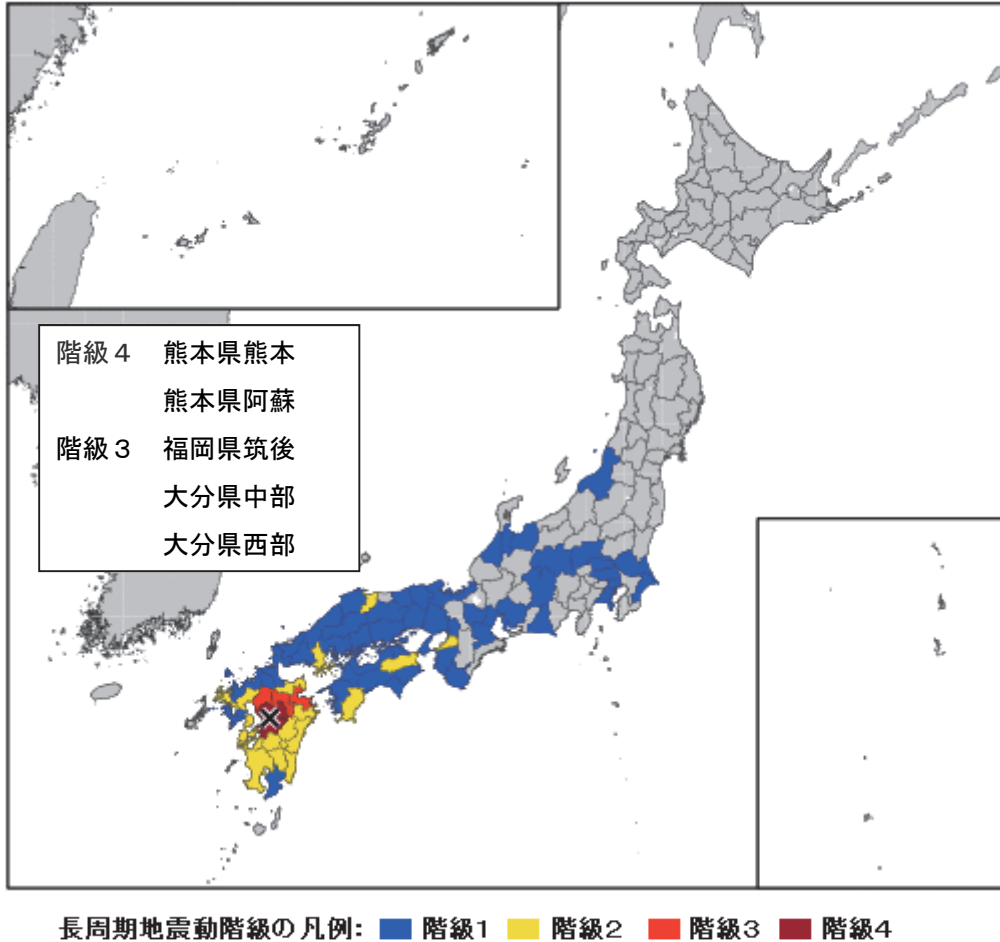 階級４　熊本県熊本
熊本県阿蘇
階級３　福岡県筑後
大分県中部
大分県西部
長周期地震動階級の凡例: 階級1 階級2 階級3 階級4